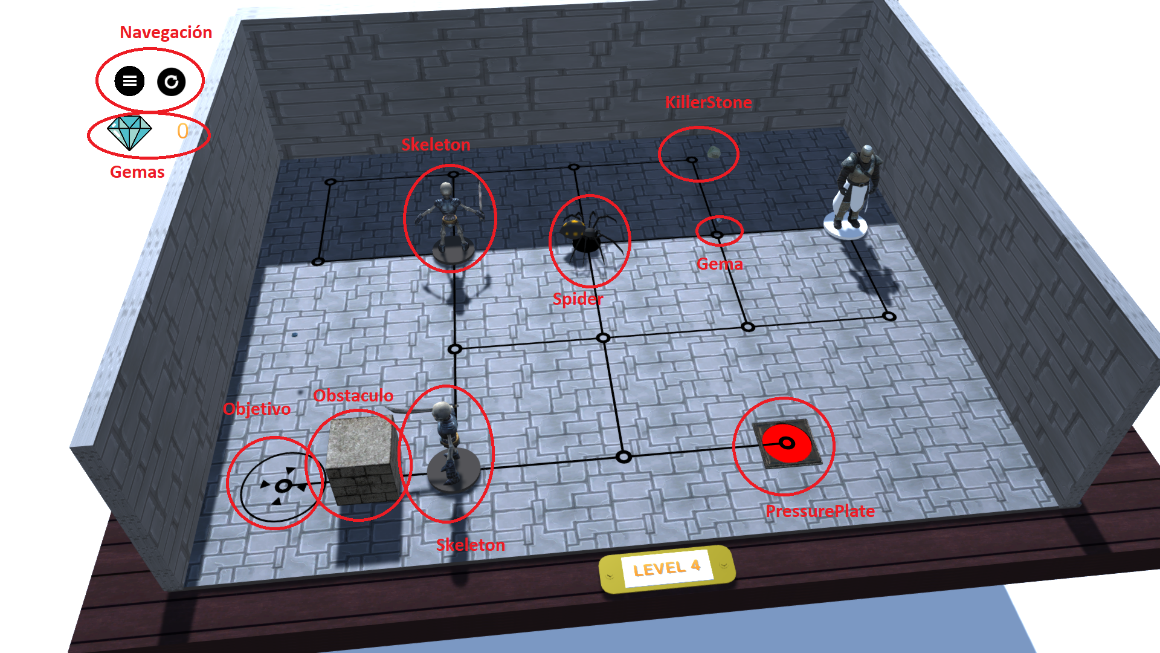 Navegación
0
Gemas
KillerStone
Skeleton
Gema
Spider
Obstaculo
Objetivo
PressurePlate
Skeleton
LEVEL 4